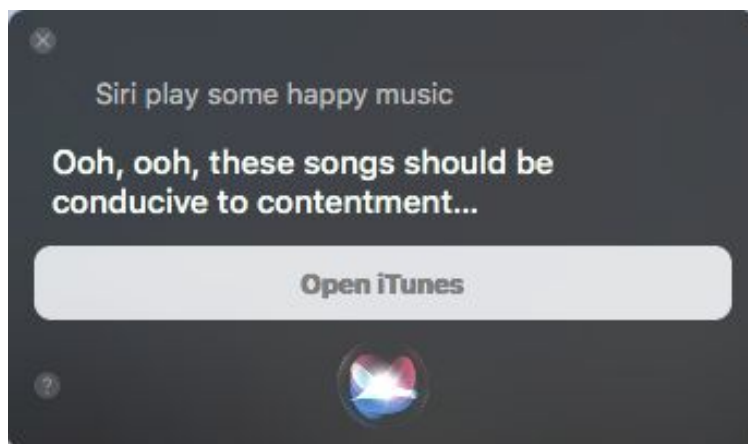 Siri play some happy music
Ooh, ooh, these songs should be
conducive to contentment...
Open iTunes
?